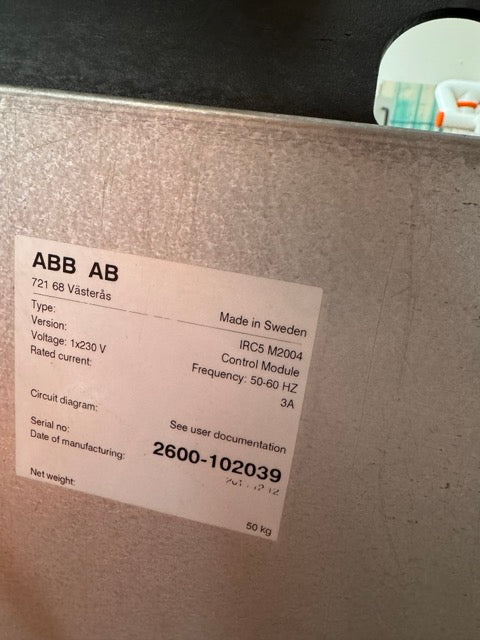 ABB AB
721 68 Västerås
Made in Sweden
Type: IRC5 M2004
Version: Control Module
Voltage: 1x230 V Frequency: 50-60 HZ
Rated current: 3A
Circuit diagram: See user documentation
Serial no: 2600-102039
Date of manufacturing:
Net weight: 50 kg